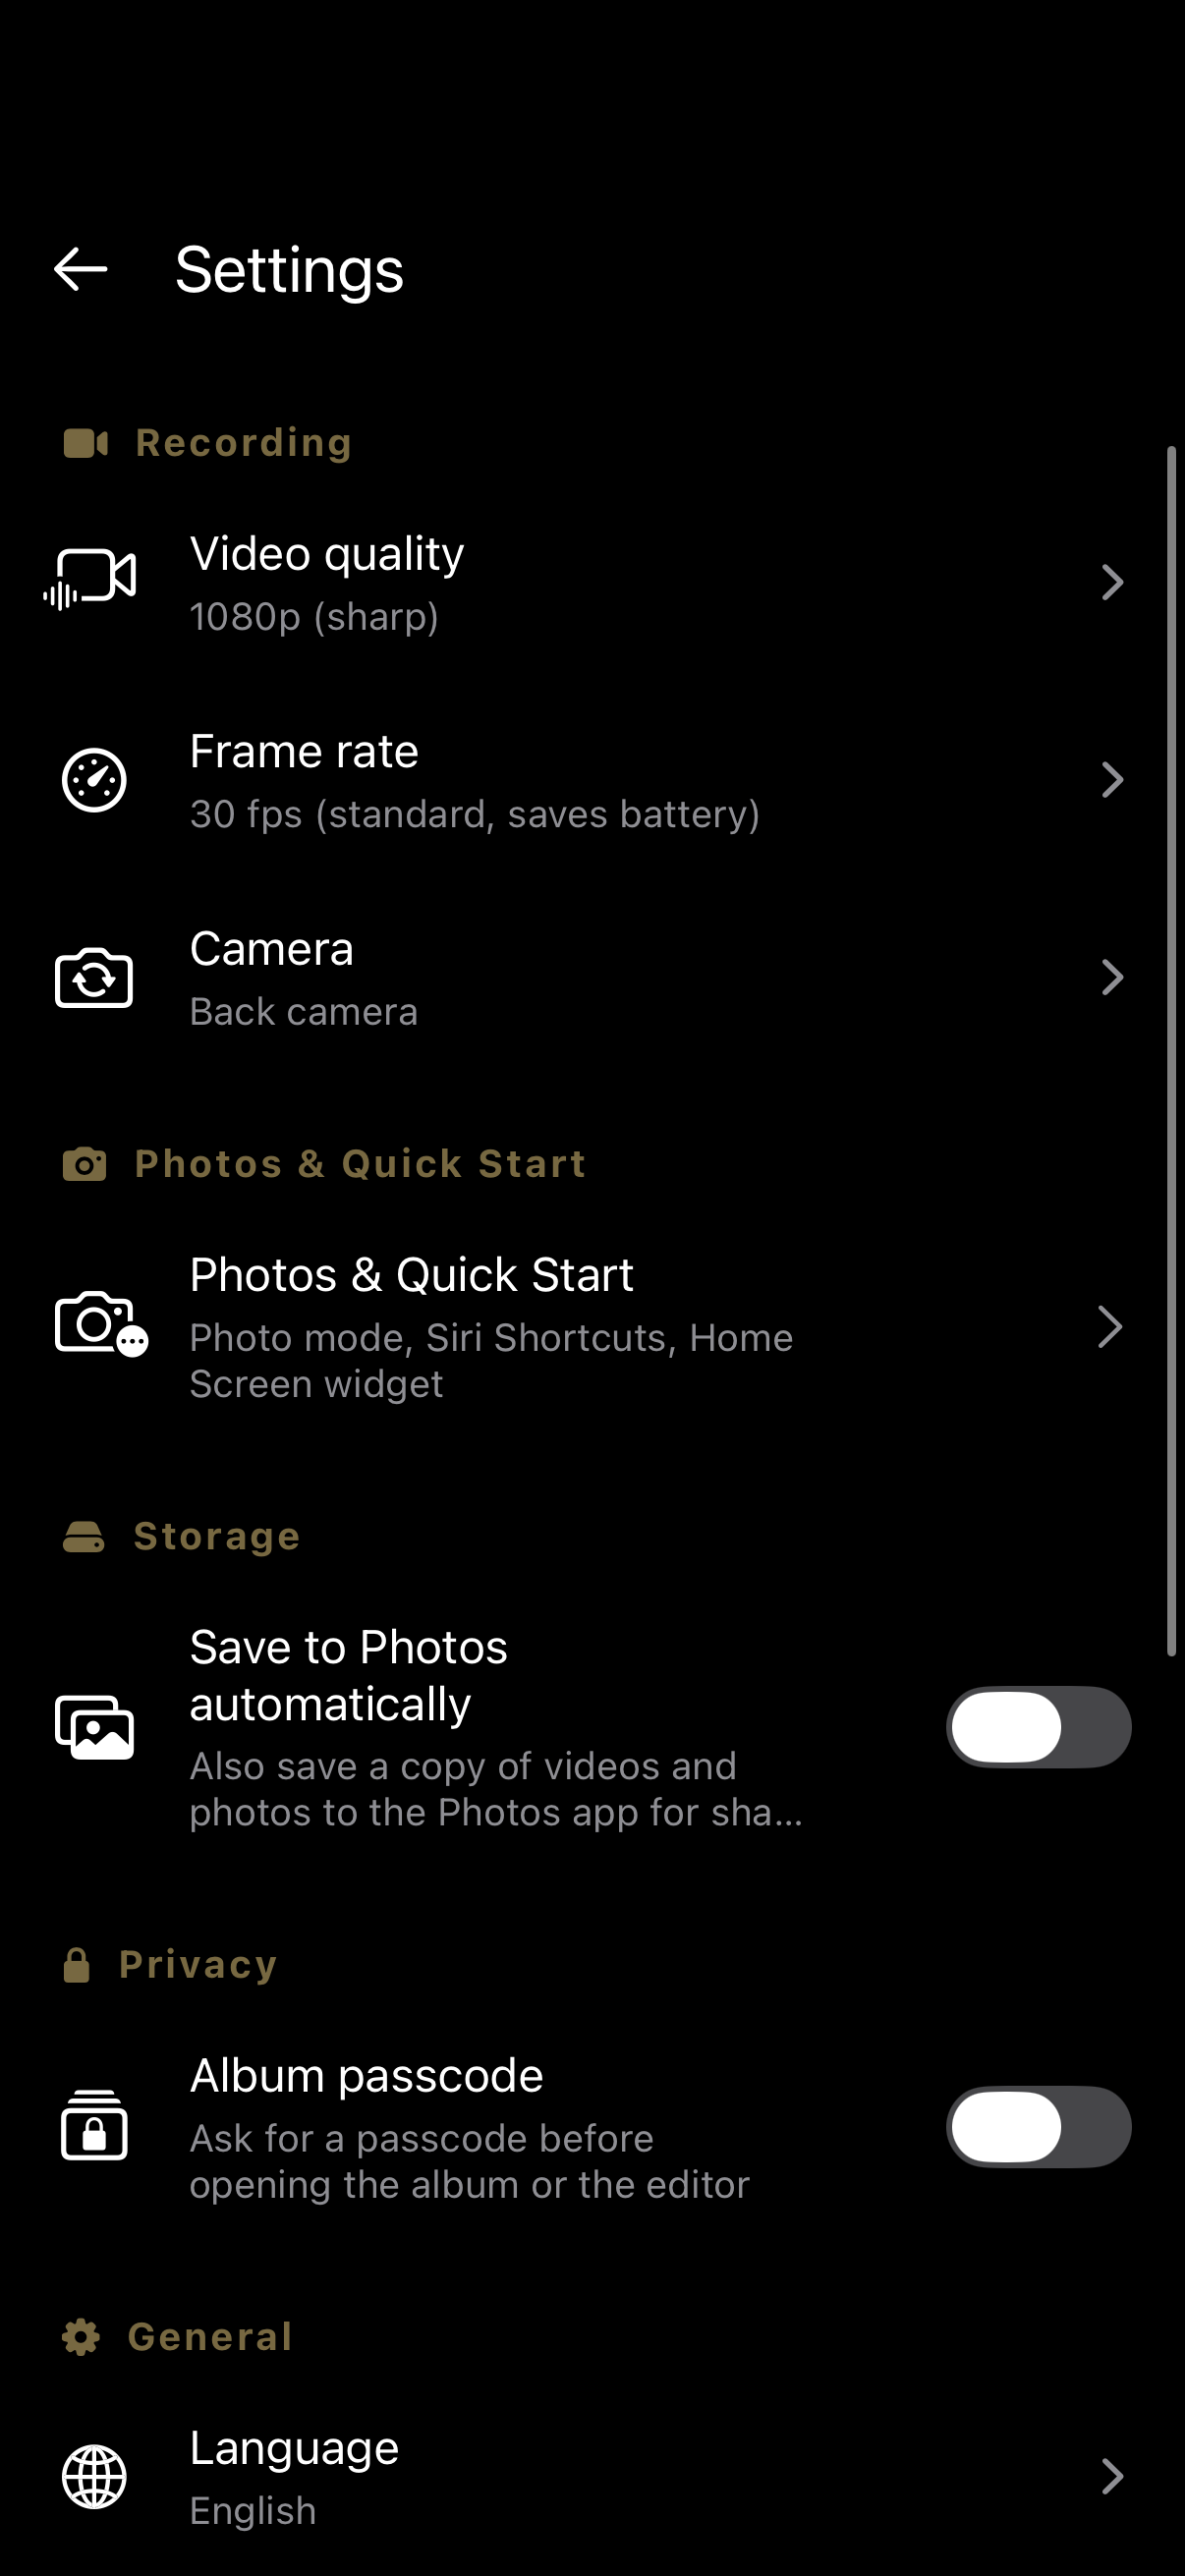 Settings
Recording
Video quality
1080p (sharp)
Frame rate
30 fps (standard, saves battery)
Camera
Back camera
Photos & Quick Start
Photos & Quick Start
Photo mode, Siri Shortcuts, Home
Screen widget
Storage
Save to Photos
automatically
Also save a copy of videos and
photos to the Photos app for sha...
Privacy
Album passcode
Ask for a passcode before
opening the album or the editor
General
Language
English